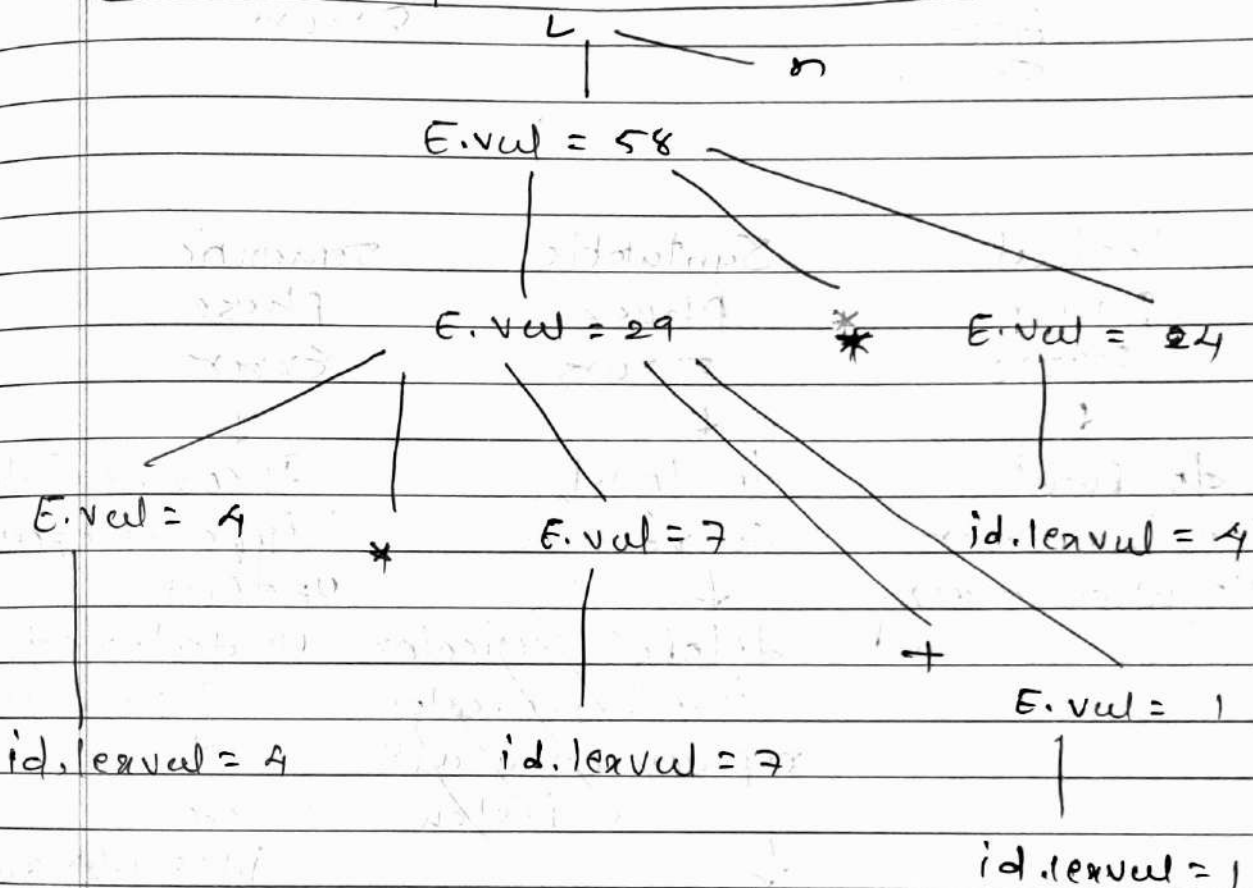 L
n
E.val = 58
E.val = 29 * E.val = 24
E.val = 4 * E.val = 7 id.lexval = 4
+
E.val = 1
id.lexval = 4 id.lexval = 7
id.lexval = 1